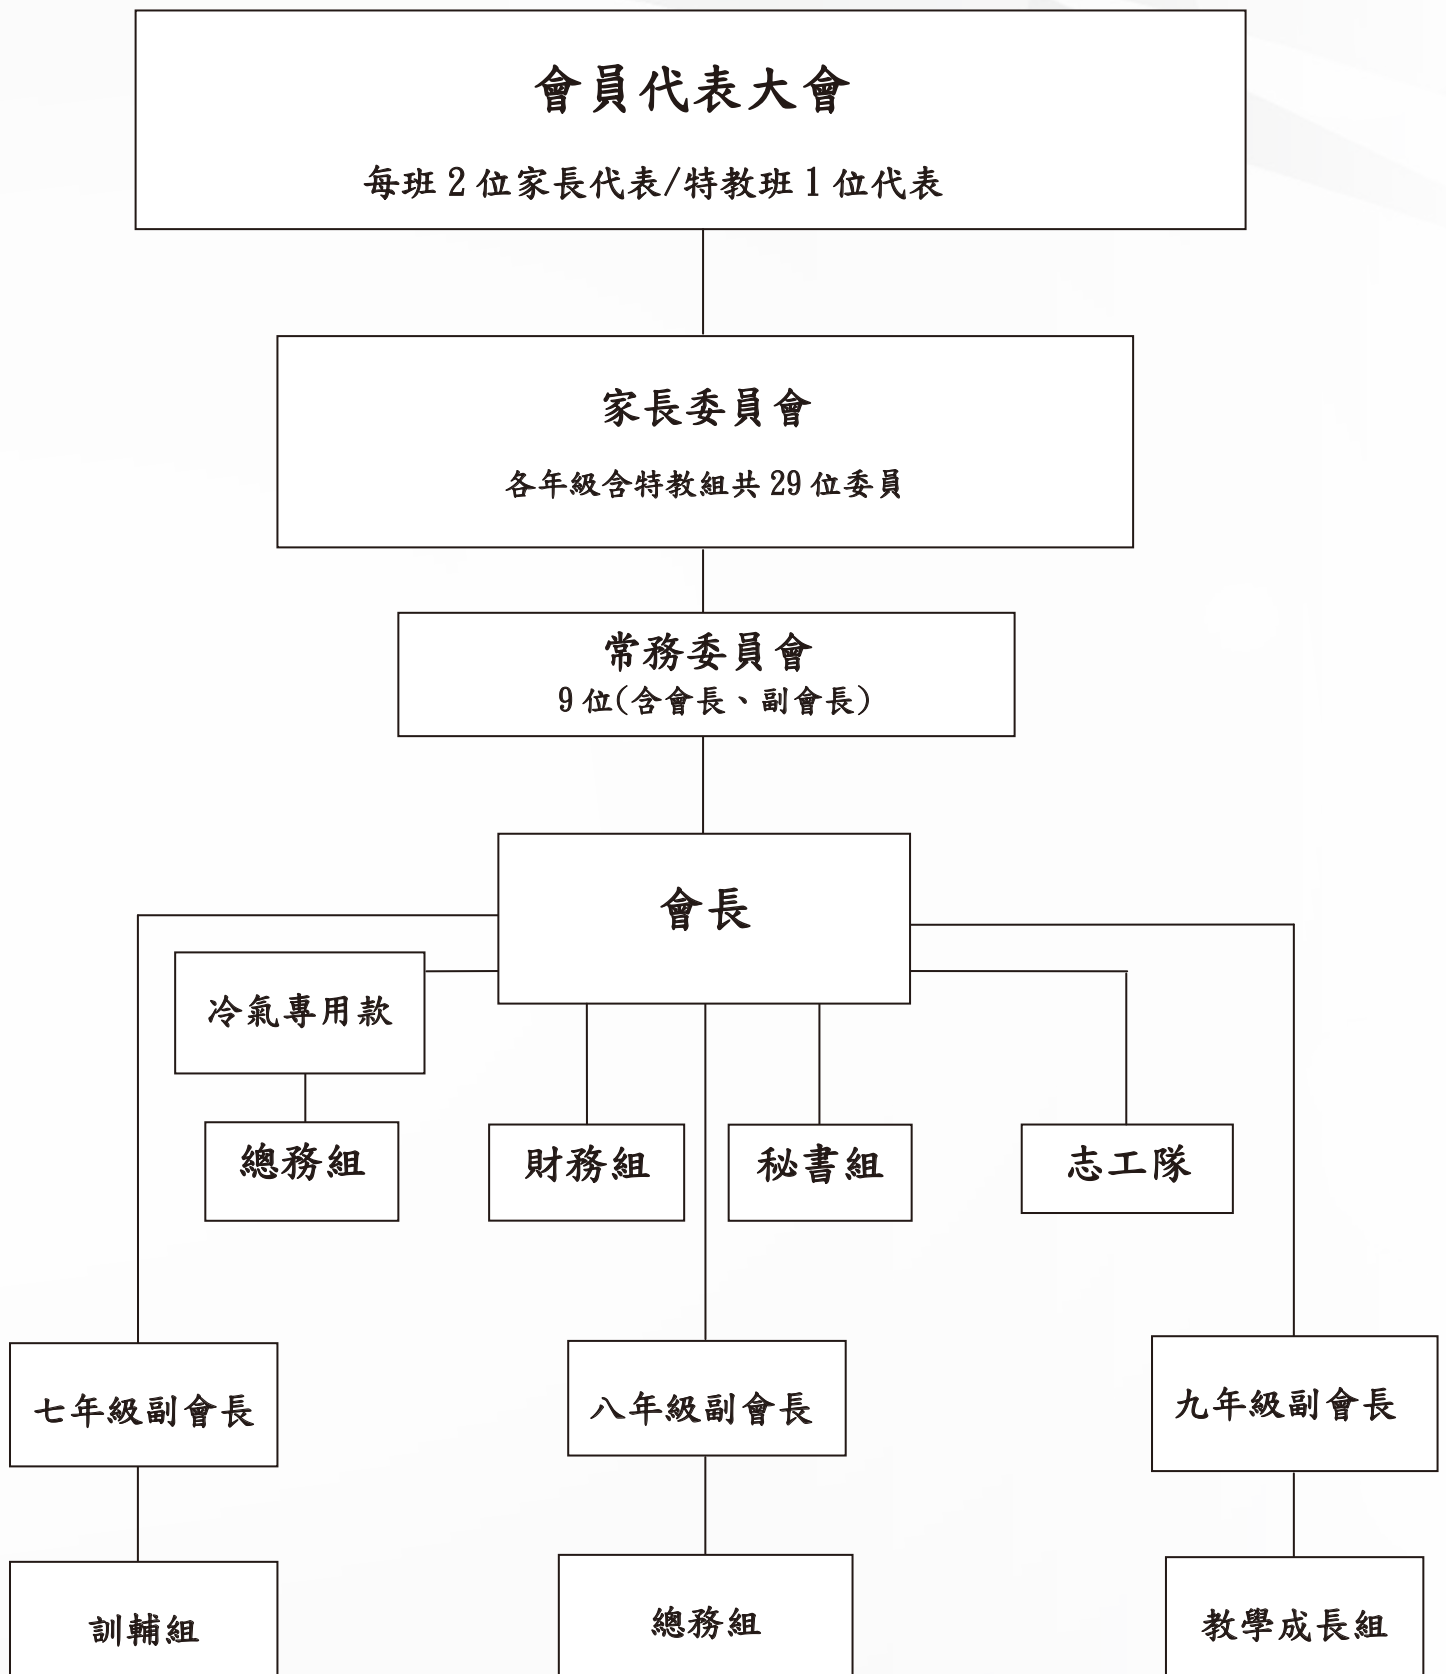 會員代表大會
每班2位家長代表/特教班1位代表
家長委員會
各年級含特教組共29位委員
常務委員會
9位(含會長、副會長)
會長
冷氣專用款
總務組
財務組
秘書組
志工隊
七年級副會長
八年級副會長
九年級副會長
訓輔組
總務組
教學成長組